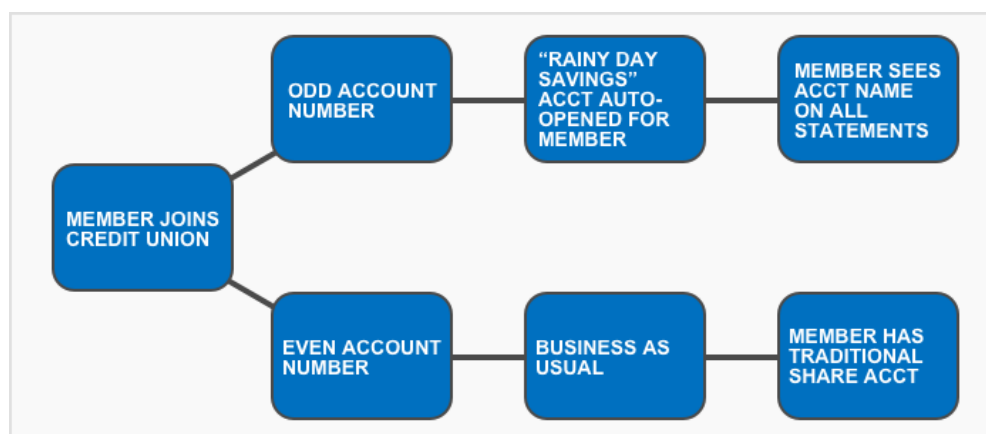 MEMBER JOINS
CREDIT UNION
ODD ACCOUNT
NUMBER
“RAINY DAY
SAVINGS”
ACCT AUTO-
OPENED FOR
MEMBER
MEMBER SEES
ACCT NAME
ON ALL
STATEMENTS
EVEN ACCOUNT
NUMBER
BUSINESS AS
USUAL
MEMBER HAS
TRADITIONAL
SHARE ACCT